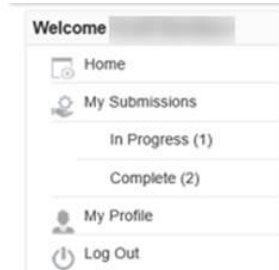 Welcome
Home
My Submissions
In Progress (1)
Complete (2)
My Profile
Log Out